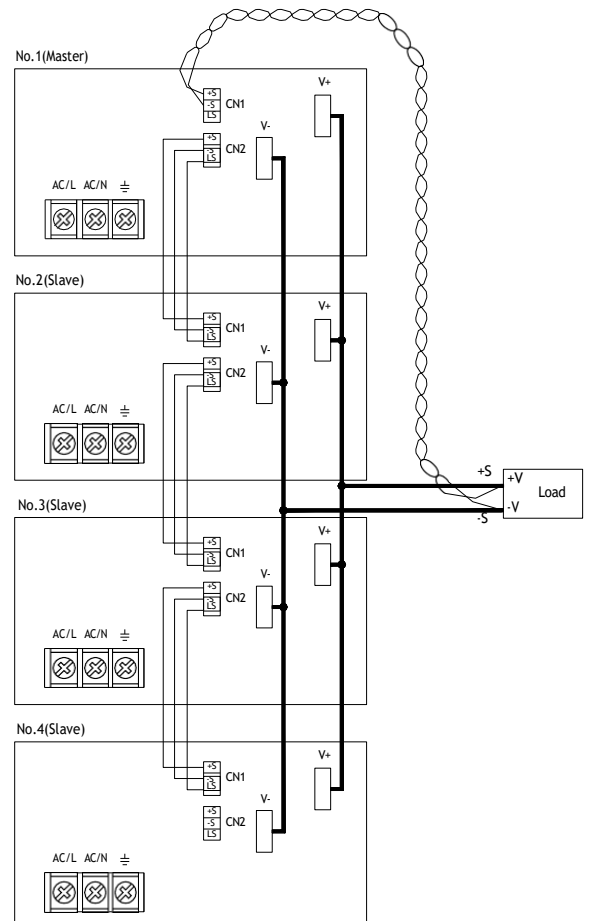 No.1(Master)
+S
-S
LS
CN1
V+
+S
-S
LS
CN2
V-
AC/L AC/N
No.2(Slave)
+S
-S
LS
CN1
V+
+S
-S
LS
CN2
V-
AC/L AC/N
+S
+V
Load
-V
-S
No.3(Slave)
+S
-S
LS
CN1
V+
+S
-S
LS
CN2
V-
AC/L AC/N
No.4(Slave)
+S
-S
LS
CN1
V+
+S
-S
LS
CN2
V-
AC/L AC/N